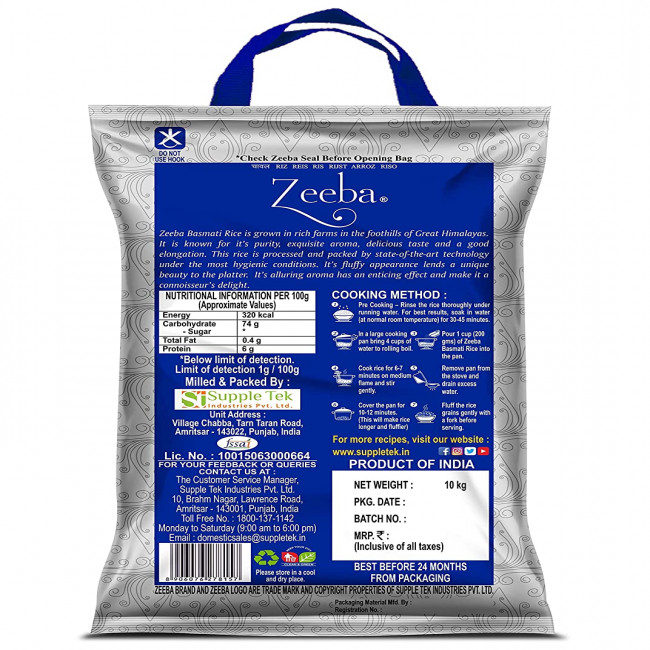 DO NOT
USE HOOK
*Check Zeeba Seal Before Opening Bag
चावल RIZ REIS RIS RIJST ARROZ RISO
Zeeba®
Zeeba Basmati Rice is grown in rich farms in the foothills of Great Himalayas.
It is known for it's purity, exquisite aroma, delicious taste and a good
elongation. This rice is processed and packed by state-of-the-art technology
under the most hygienic conditions. It's fluffy appearance lends a unique
beauty to the platter. It's alluring aroma has an enticing effect and make it a
connoisseur's delight.
NUTRITIONAL INFORMATION PER 100g
(Approximate Values)
Energy 320 kcal
Carbohydrate 74 g
- Sugar *
Total Fat 0.4 g
Protein 6 g
*Below limit of detection.
Limit of detection 1g / 100g
Milled & Packed By :
ST Supple Tek
Industries Pvt. Ltd.
Unit Address :
Village Chabba, Tarn Taran Road,
Amritsar - 143022, Punjab, India
fssai
Lic. No. : 10015063000664
FOR YOUR FEEDBACK OR QUERIES
CONTACT US AT :
The Customer Service Manager,
Supple Tek Industries Pvt. Ltd.
10, Brahm Nagar, Lawrence Road,
Amritsar - 143001, Punjab, India
Toll Free No. : 1800-137-1142
Monday to Saturday (9:00 am to 6:00 pm)
Email : domesticsales@suppletek.in
8906076278157
COOKING METHOD :
1 Pre Cooking – Rinse the rice thoroughly under
running water. For best results, soak in water
(at normal room temperature) for 30-45 minutes.
2 In a large cooking
pan bring 4 cups of
water to rolling boil.
3 Pour 1 cup (200
gms) of Zeeba
Basmati Rice into
the pan.
4 Cook rice for 6-7
minutes on medium
flame and stir
gently.
5 Remove pan from
the stove and
drain excess
water.
6 Cover the pan for
10-12 minutes.
(This will make rice
longer and fluffier)
7 Fluff the rice
grains gently with
a fork before
serving.
For more recipes, visit our website :
www.suppletek.in
PRODUCT OF INDIA
NET WEIGHT : 10 kg
PKG. DATE :
BATCH NO. :
MRP. ₹ :
(Inclusive of all taxes)
BEST BEFORE 24 MONTHS
FROM PACKAGING
KEEP YOUR CITY
CLEAN & GREEN
Please store in a cool
and dry place.
ZEEBA BRAND AND ZEEBA LOGO ARE TRADE MARK AND COPYRIGHT PROPERTIES OF SUPPLE TEK INDUSTRIES PVT. LTD.
Packaging Material Mfd. By :
Registration No. :